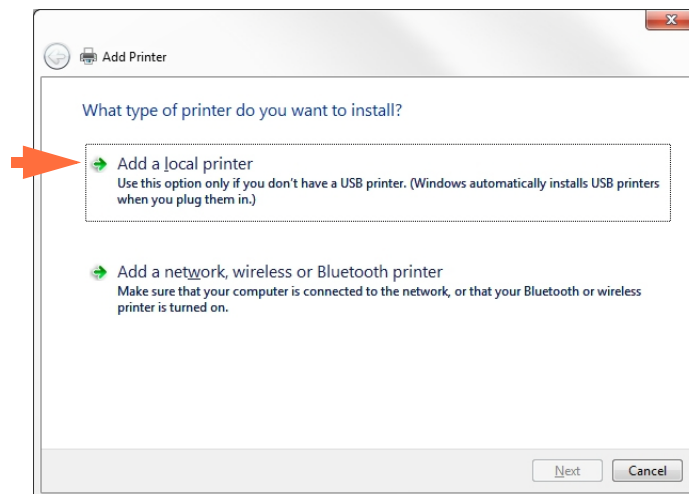 Add Printer
What type of printer do you want to install?
Add a local printer
Use this option only if you don't have a USB printer. (Windows automatically installs USB printers
when you plug them in.)
Add a network, wireless or Bluetooth printer
Make sure that your computer is connected to the network, or that your Bluetooth or wireless
printer is turned on.
Next Cancel